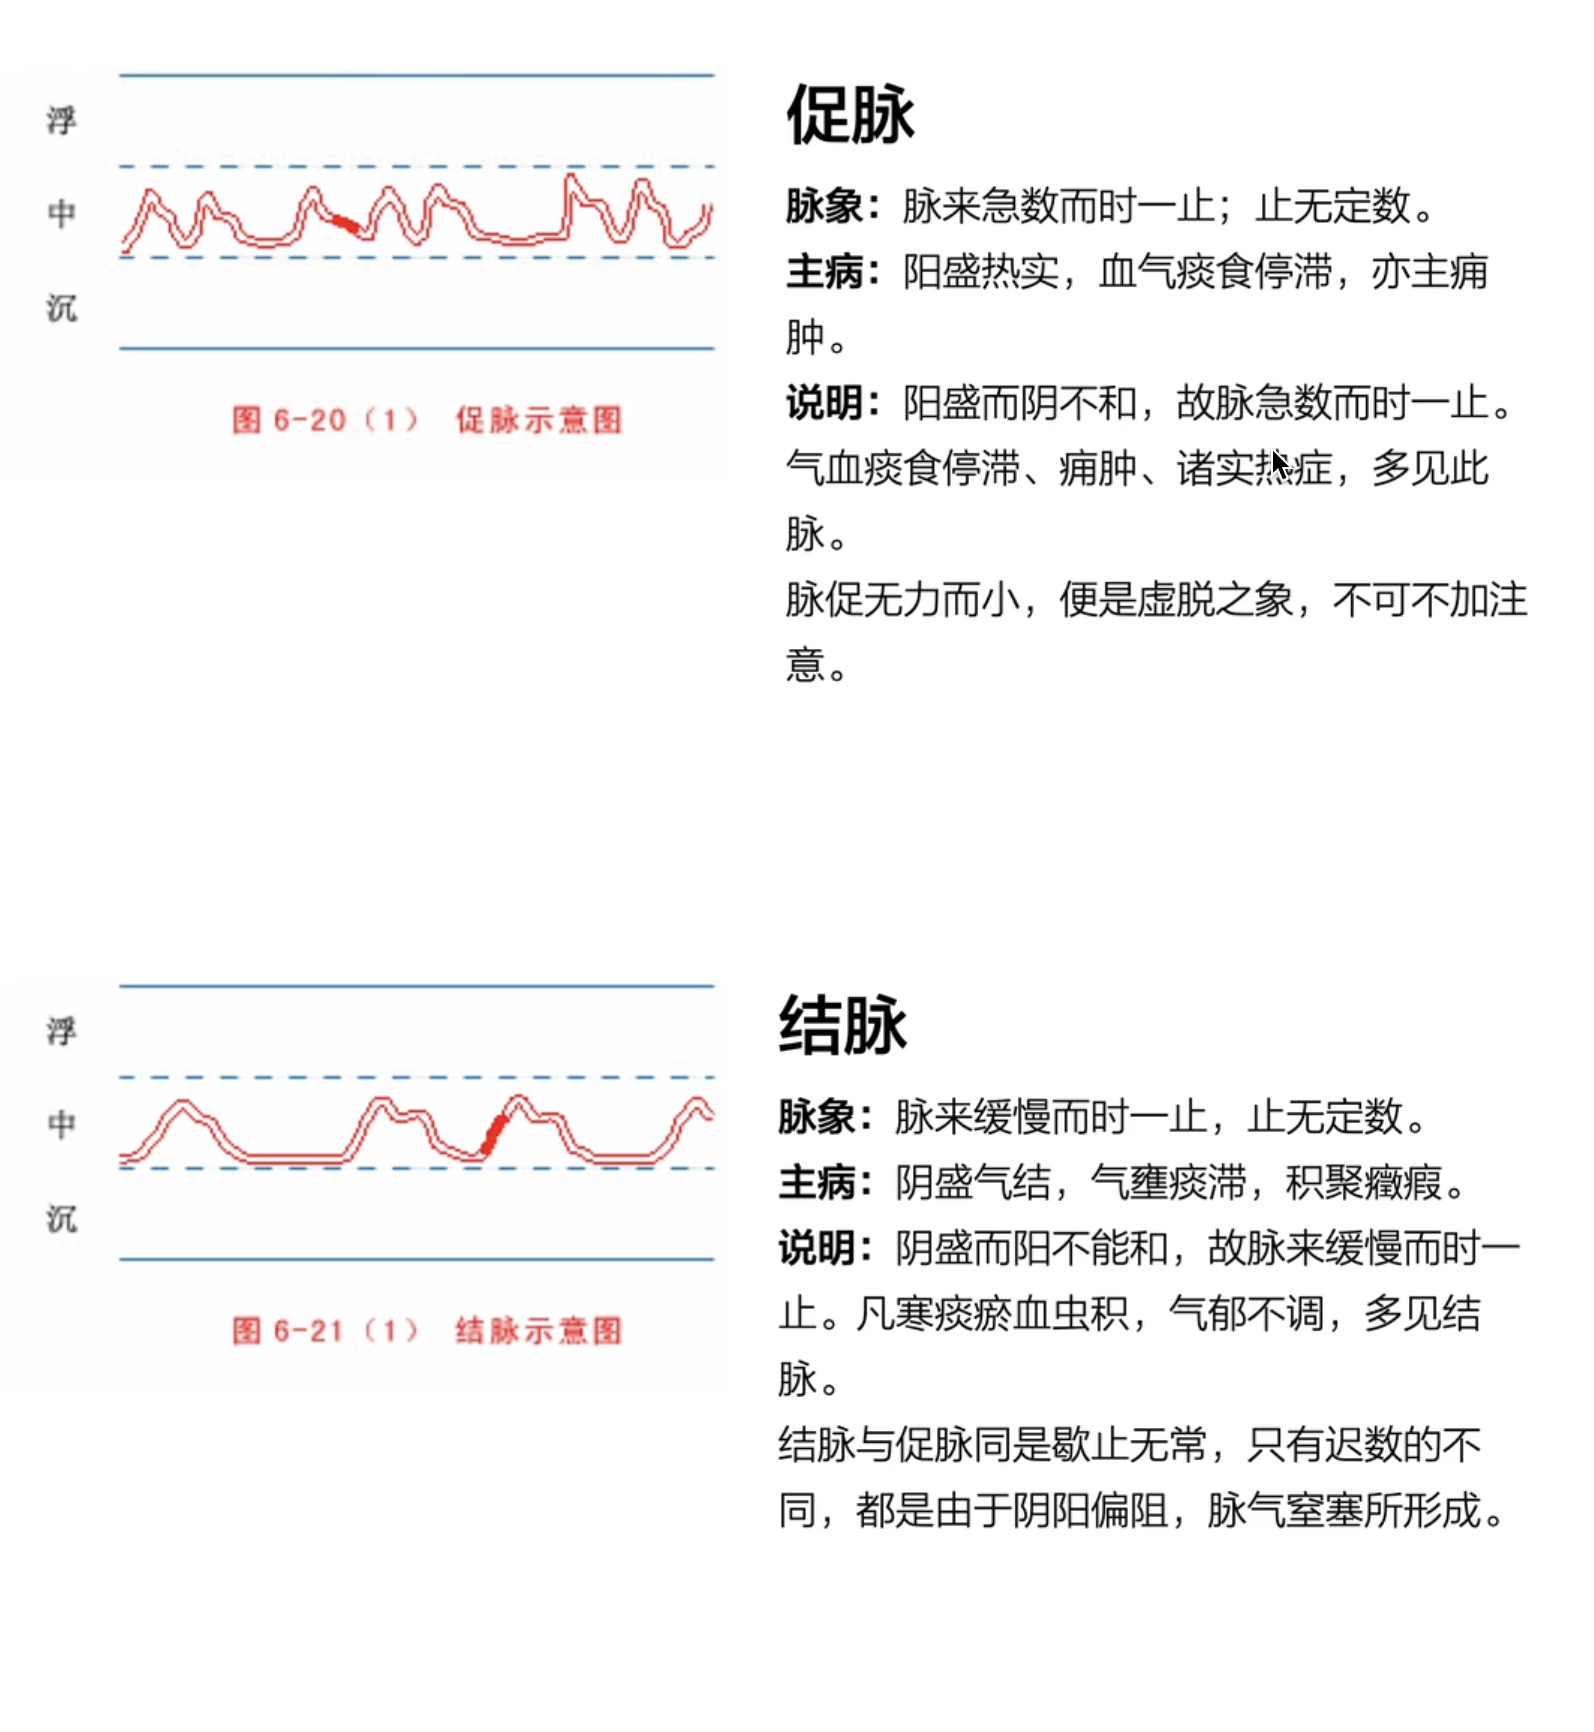 浮
中
沉
图 6-20（1） 促脉示意图
促脉
脉象：脉来急数而时一止；止无定数。
主病：阳盛热实，血气痰食停滞，亦主痈
肿。
说明：阳盛而阴不和，故脉急数而时一止。
气血痰食停滞、痈肿、诸实热症，多见此
脉。
脉促无力而小，便是虚脱之象，不可不加注
意。
浮
中
沉
图 6-21（1） 结脉示意图
结脉
脉象：脉来缓慢而时一止，止无定数。
主病：阴盛气结，气壅痰滞，积聚癥瘕。
说明：阴盛而阳不能和，故脉来缓慢而时一
止。凡寒痰瘀血虫积，气郁不调，多见结
脉。
结脉与促脉同是歇止无常，只有迟数的不
同，都是由于阴阳偏阻，脉气窒塞所形成。